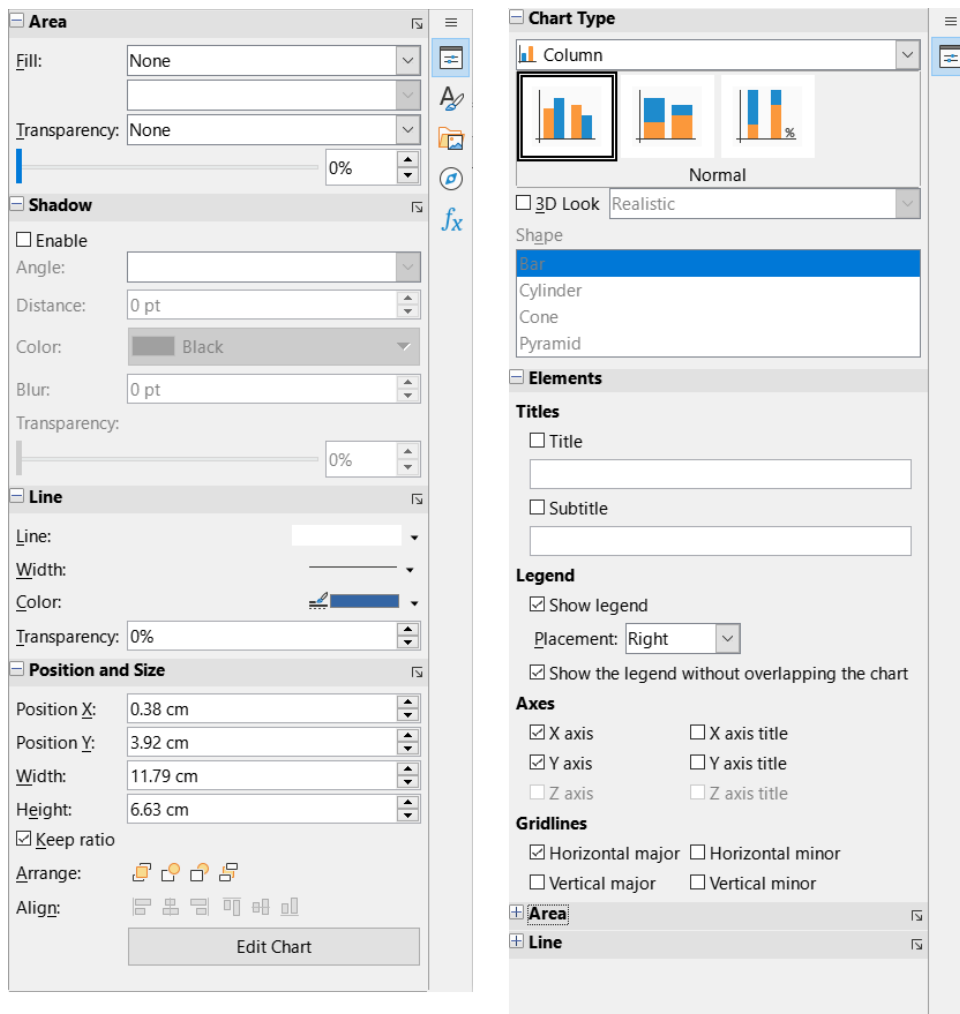 Area
Fill:
None
Transparency:
None
0%
Shadow
Enable
Angle:
Distance:
0 pt
Color:
Black
Blur:
0 pt
Transparency:
0%
Line
Line:
Width:
Color:
Transparency:
0%
Position and Size
Position X:
0.38 cm
Position Y:
3.92 cm
Width:
11.79 cm
Height:
6.63 cm
Keep ratio
Arrange:
Align:
Edit Chart
fx
Chart Type
Column
%
Normal
3D Look
Realistic
Shape
Bar
Cylinder
Cone
Pyramid
Elements
Titles
Title
Subtitle
Legend
Show legend
Placement:
Right
Show the legend without overlapping the chart
Axes
X axis
X axis title
Y axis
Y axis title
Z axis
Z axis title
Gridlines
Horizontal major
Horizontal minor
Vertical major
Vertical minor
Area
Line